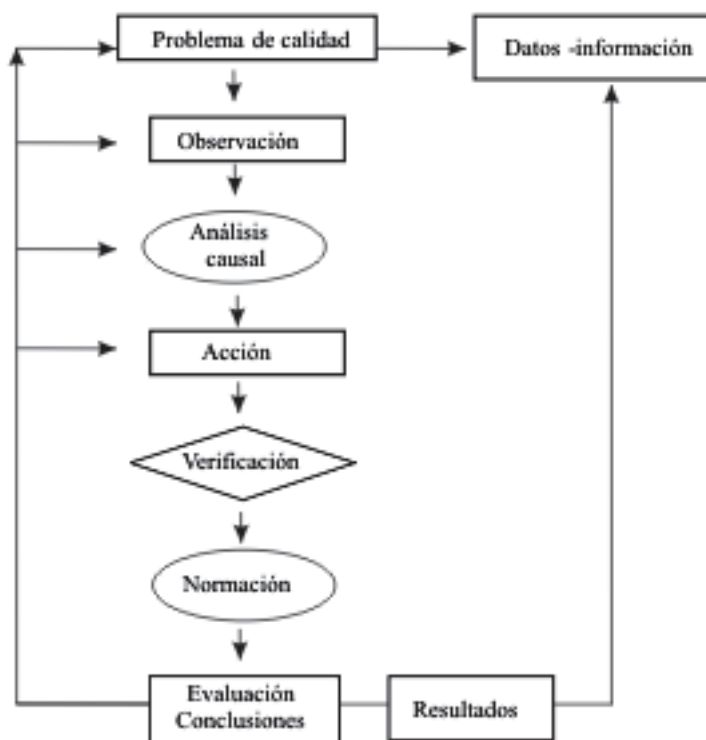 Problema de calidad
Datos -información
Observación
Análisis
causal
Acción
Verificación
Normación
Evaluación
Conclusiones
Resultados